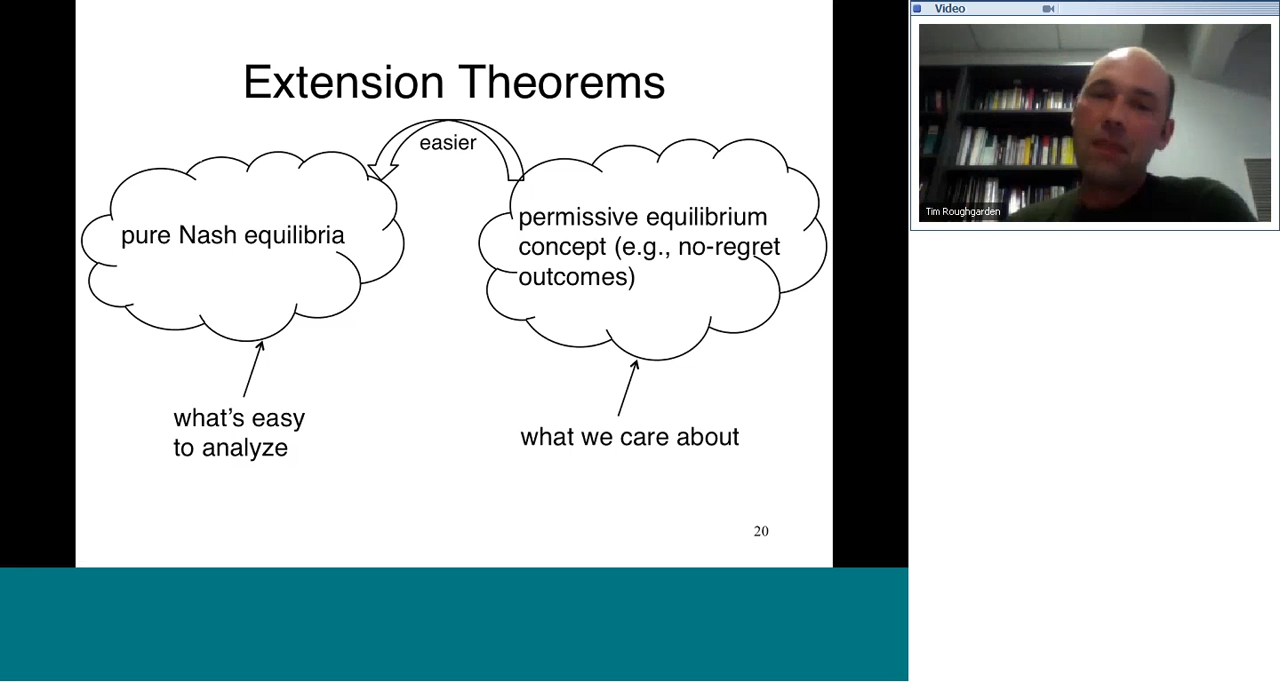 Extension Theorems
easier
pure Nash equilibria
permissive equilibrium
concept (e.g., no-regret
outcomes)
what's easy
to analyze
what we care about
20
Video
Tim Roughgarden